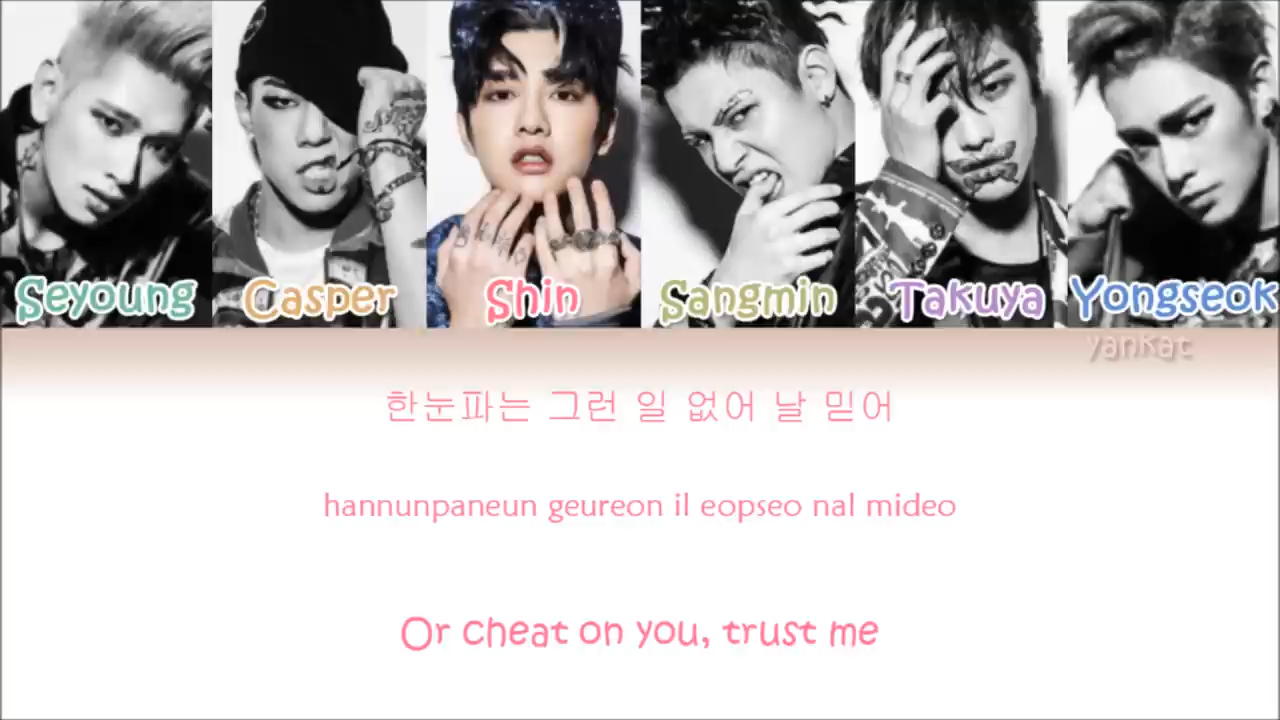 Seyoung Casper Shin Sangmin Takuya Yongseok
yankat
한눈파는 그런 일 없어 날 믿어
hannunpaneun geureon il eopseo nal mideo
Or cheat on you, trust me